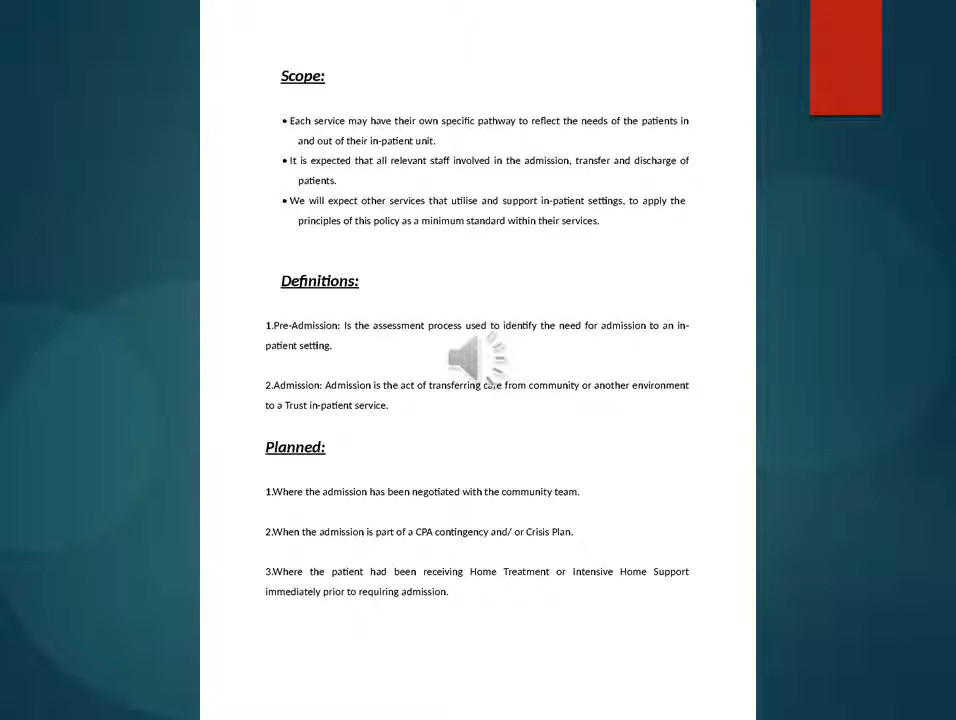 Scope:
• Each service may have their own specific pathway to reflect the needs of the patients in
and out of their in-patient unit.
• It is expected that all relevant staff involved in the admission, transfer and discharge of
patients.
• We will expect other services that utilise and support in-patient settings, to apply the
principles of this policy as a minimum standard within their services.
Definitions:
1.Pre-Admission: Is the assessment process used to identify the need for admission to an in-
patient setting.
2.Admission: Admission is the act of transferring care from community or another environment
to a Trust in-patient service.
Planned:
1.Where the admission has been negotiated with the community team.
2.When the admission is part of a CPA contingency and/ or Crisis Plan.
3.Where the patient had been receiving Home Treatment or Intensive Home Support
immediately prior to requiring admission.